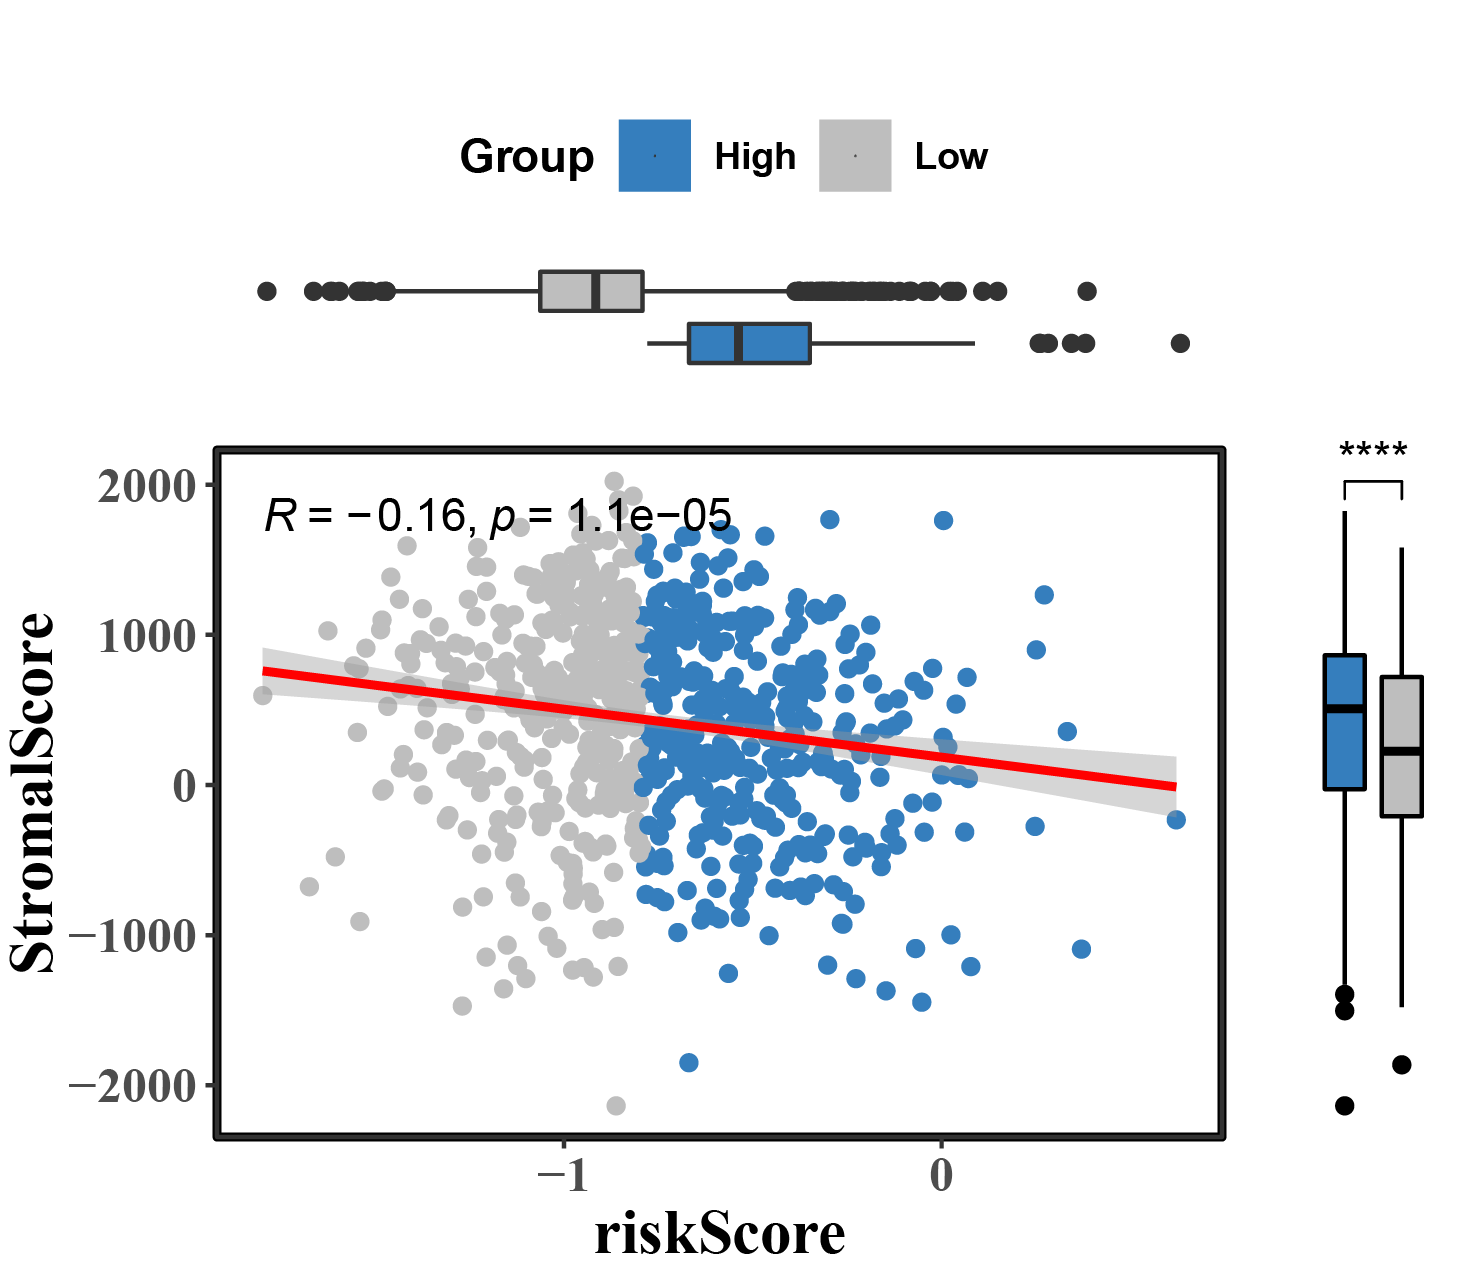 Group High Low
****
R = −0.16, p = 1.1e−05
2000
1000
0
−1000
−2000
StromalScore
−1 0
riskScore